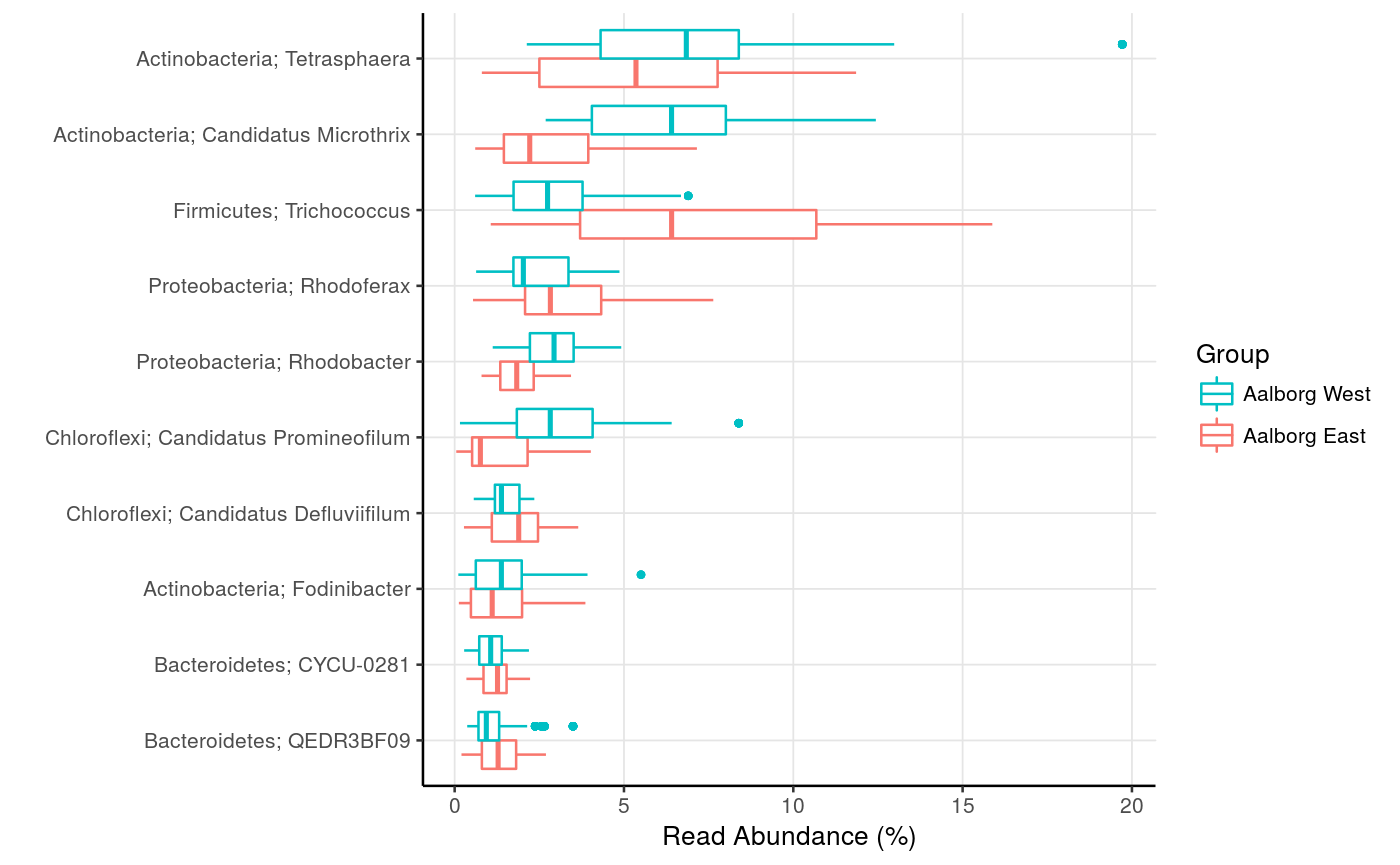 Actinobacteria; Tetrasphaera
Actinobacteria; Candidatus Microthrix
Firmicutes; Trichococcus
Proteobacteria; Rhodoferax
Proteobacteria; Rhodobacter
Chloroflexi; Candidatus Promineofilum
Chloroflexi; Candidatus Defluviifilum
Actinobacteria; Fodinibacter
Bacteroidetes; CYCU-0281
Bacteroidetes; QEDR3BF09
0 5 10 15 20
Read Abundance (%)
Group
Aalborg West
Aalborg East